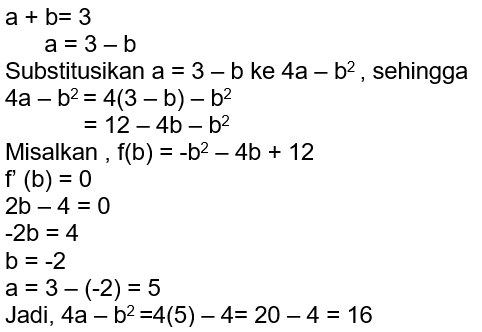 a + b= 3
a = 3 – b
Substitusikan a = 3 – b ke 4a – b² , sehingga
4a – b² = 4(3 – b) – b²
= 12 – 4b – b²
Misalkan , f(b) = -b² – 4b + 12
f’ (b) = 0
2b – 4 = 0
-2b = 4
b = -2
a = 3 – (-2) = 5
Jadi, 4a – b² =4(5) – 4= 20 – 4 = 16